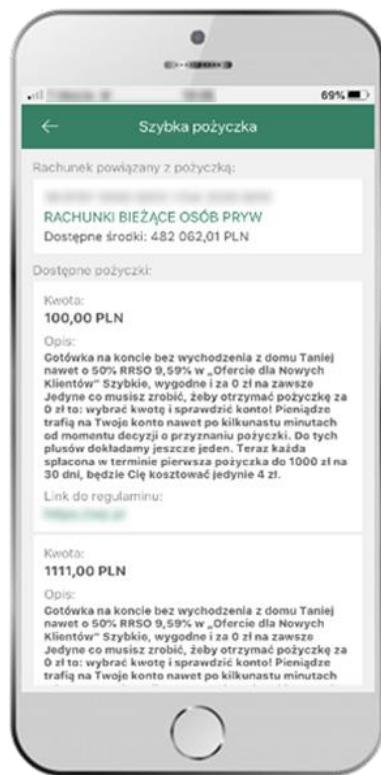 69%
Szybka pożyczka
Rachunek powiązany z pożyczką:
RACHUNKI BIEŻĄCE OSÓB PRYW
Dostępne środki: 482 062,01 PLN
Dostępne pożyczki:
Kwota:
100,00 PLN
Opis:
Gotówka na koncie bez wychodzenia z domu Taniej
nawet o 50% RRSO 9,59% w „Ofercie dla Nowych
Klientów" Szybkie, wygodne i za 0 zł na zawsze
Jedyne co musisz zrobić, żeby otrzymać pożyczkę za
0 zł to: wybrać kwotę i sprawdzić konto! Pieniądze
trafią na Twoje konto nawet po kilkunastu minutach
od momentu decyzji o przyznaniu pożyczki. Do tych
plusów dokładamy jeszcze jeden. Teraz każda
spłacona w terminie pierwsza pożyczka do 1000 zł na
30 dni, będzie Cię kosztować jedynie 4 zł.
Link do regulaminu:
Kwota:
1111,00 PLN
Opis:
Gotówka na koncie bez wychodzenia z domu Taniej
nawet o 50% RRSO 9,59% w „Ofercie dla Nowych
Klientów" Szybkie, wygodne i za 0 zł na zawsze
Jedyne co musisz zrobić, żeby otrzymać pożyczkę za
0 zł to: wybrać kwotę i sprawdzić konto! Pieniądze
trafią na Twoje konto nawet po kilkunastu minutach